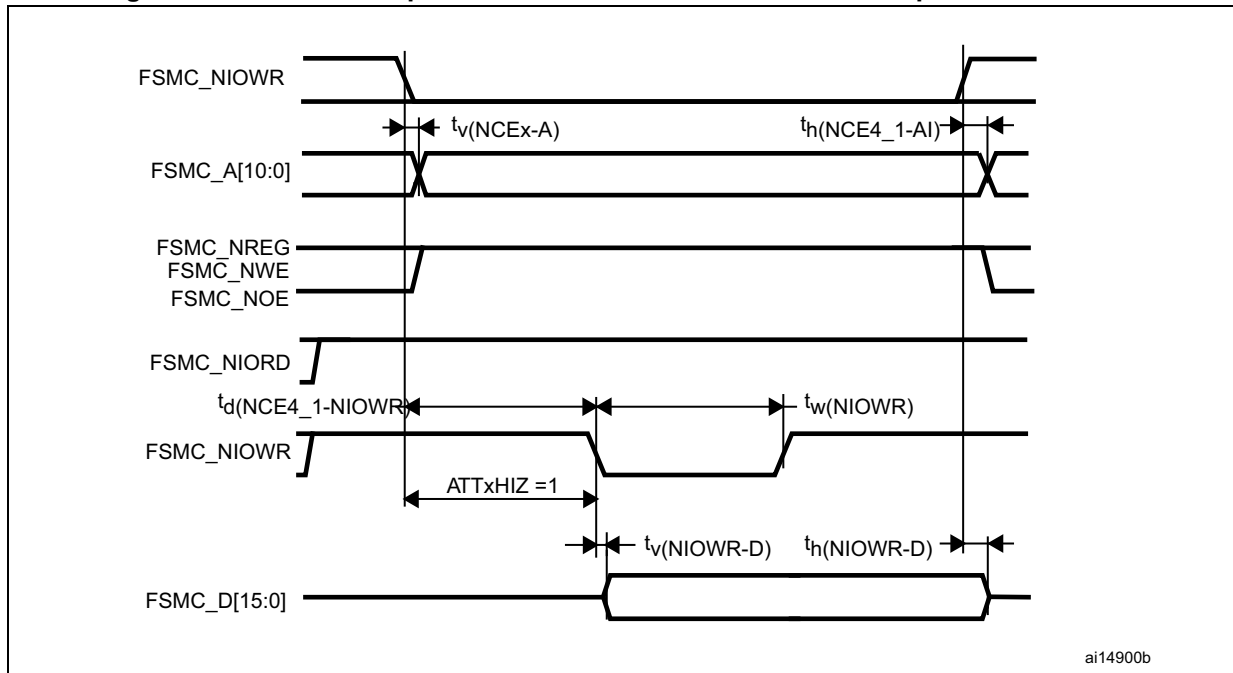 FSMC_NIOWR
tv(NCEx-A)
th(NCE4_1-AI)
FSMC_A[10:0]
FSMC_NREG
FSMC_NWE
FSMC_NOE
FSMC_NIORD
td(NCE4_1-NIOWR)
tw(NIOWR)
FSMC_NIOWR
ATTxHIZ =1
tv(NIOWR-D)
th(NIOWR-D)
FSMC_D[15:0]
ai14900b